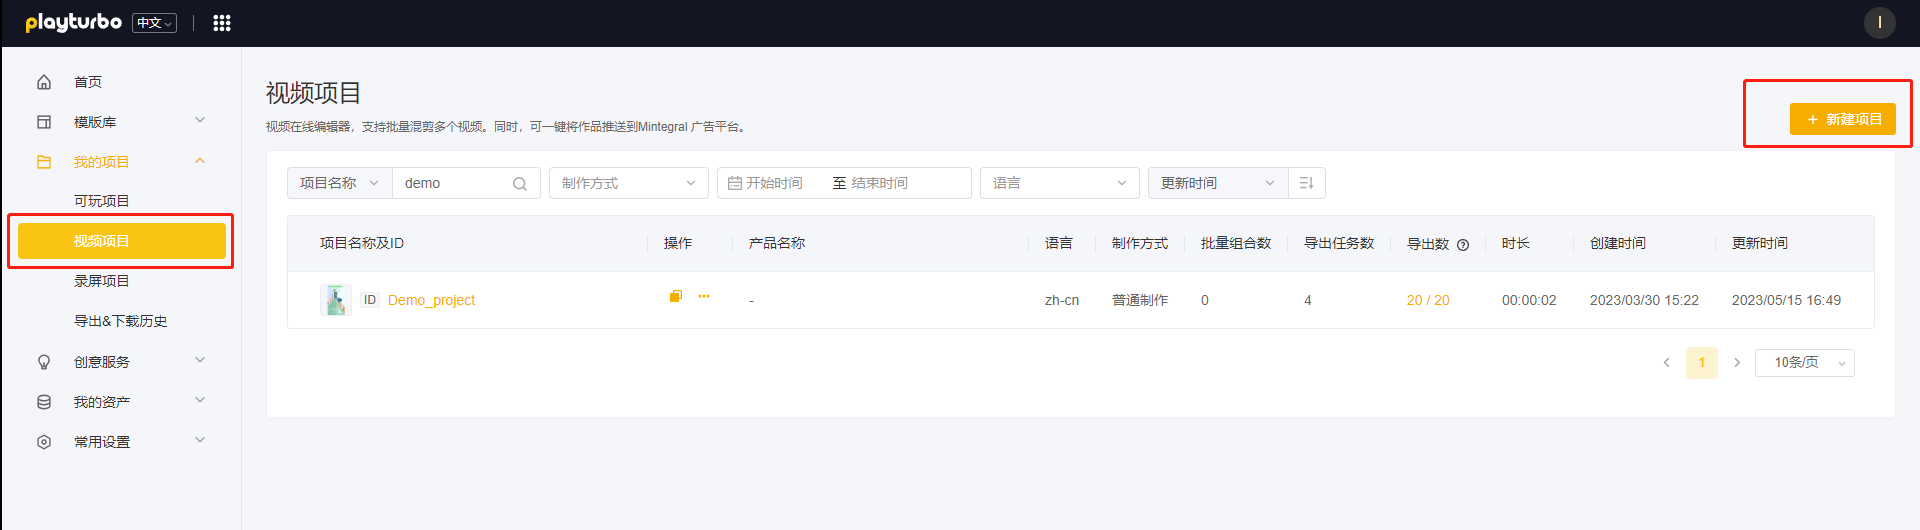 playturbo 中文
I
首页
模版库
我的项目
可玩项目
视频项目
录屏项目
导出&下载历史
创意服务
我的资产
常用设置
视频项目
视频在线编辑器，支持批量混剪多个视频。同时，可一键将作品推送到Mintegral 广告平台。
+ 新建项目
项目名称 demo 制作方式 开始时间 至 结束时间 语言 更新时间
项目名称及ID 操作 产品名称 语言 制作方式 批量组合数 导出任务数 导出数 时长 创建时间 更新时间
ID Demo_project - zh-cn 普通制作 0 4 20 / 20 00:00:02 2023/03/30 15:22 2023/05/15 16:49
1 10条/页